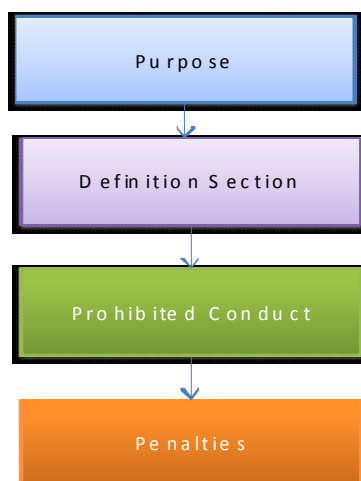 Purpose
Definition Section
Prohibited Conduct
Penalties